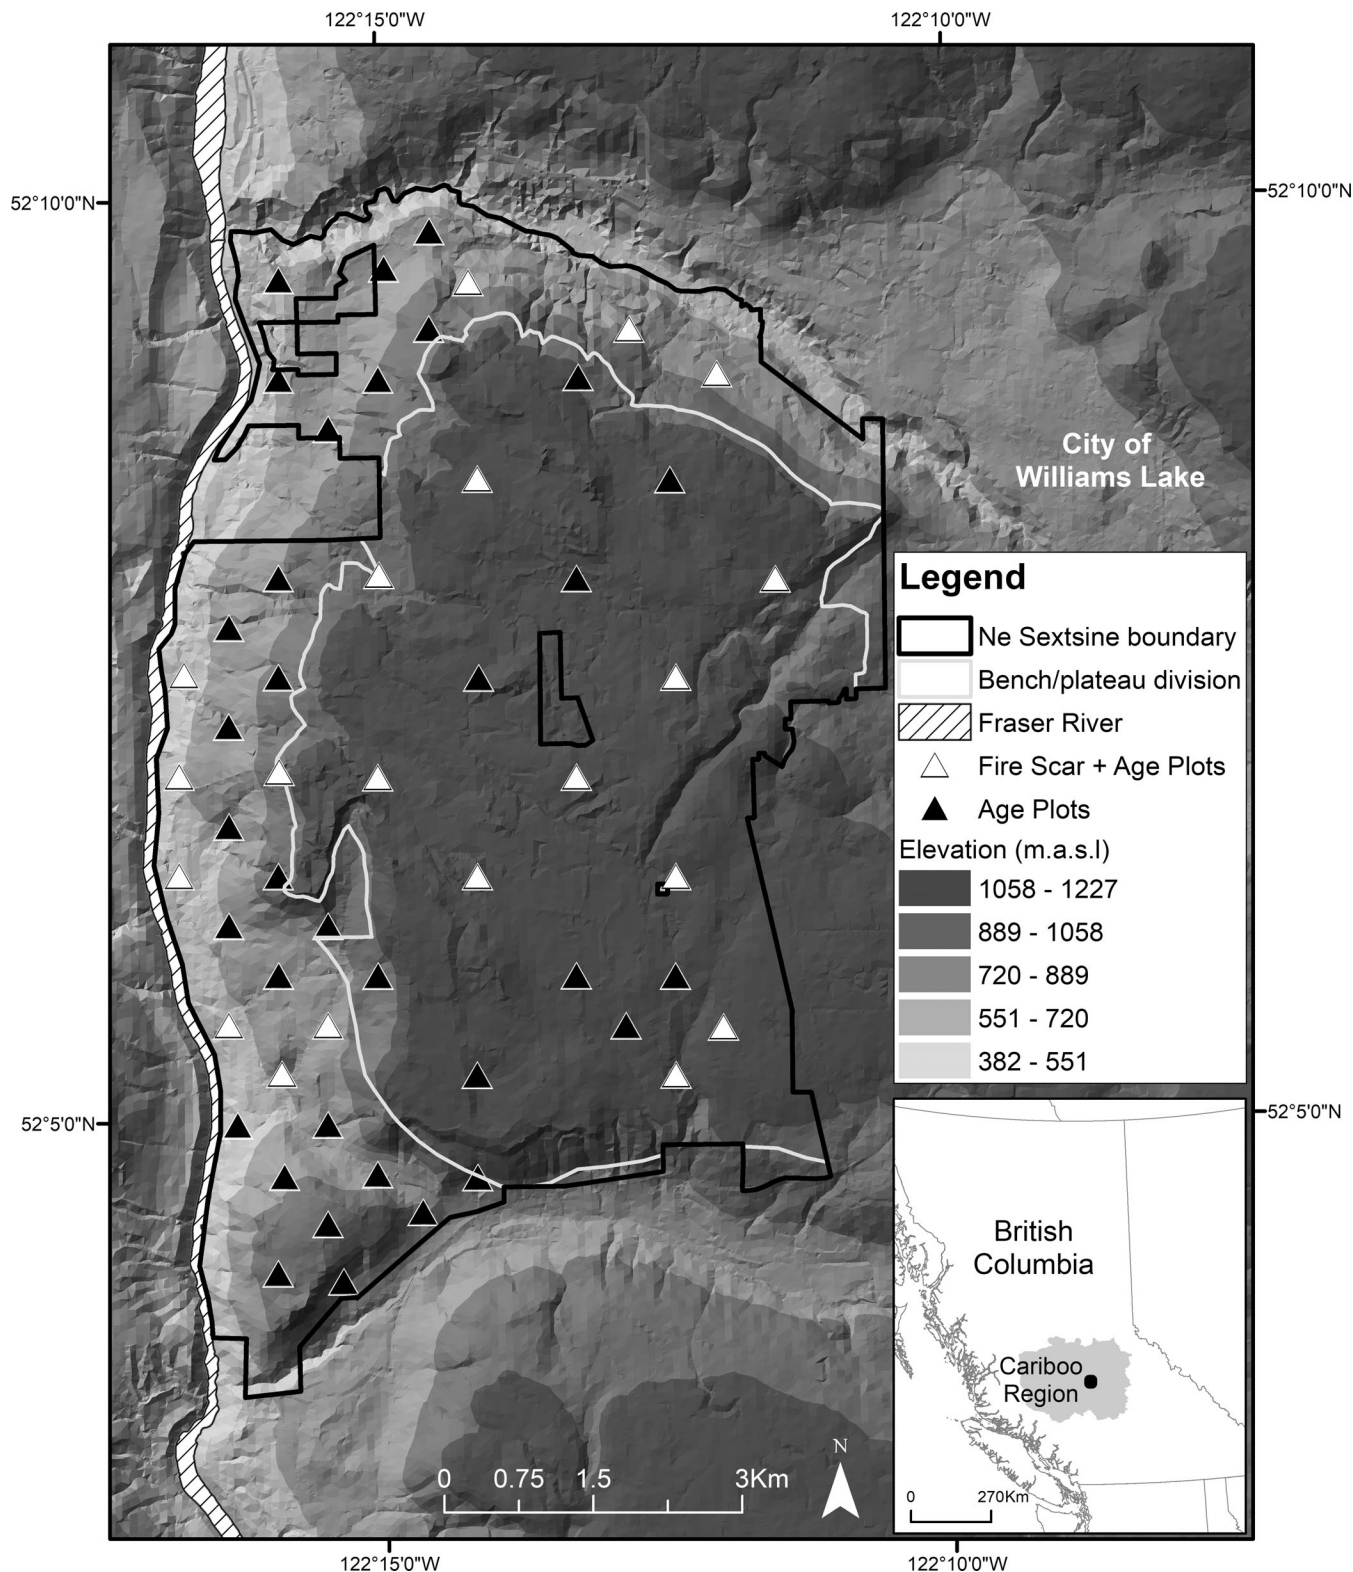 122°15'0"W
122°10'0"W
52°10'0"N
52°10'0"N
City of
Williams Lake
Legend
Ne Sextsine boundary
Bench/plateau division
Fraser River
Fire Scar + Age Plots
Age Plots
Elevation (m.a.s.l)
1058 - 1227
889 - 1058
720 - 889
551 - 720
382 - 551
52°5'0"N
52°5'0"N
British
Columbia
Cariboo
Region
0
270Km
N
0
0.75
1.5
3Km
122°15'0"W
122°10'0"W